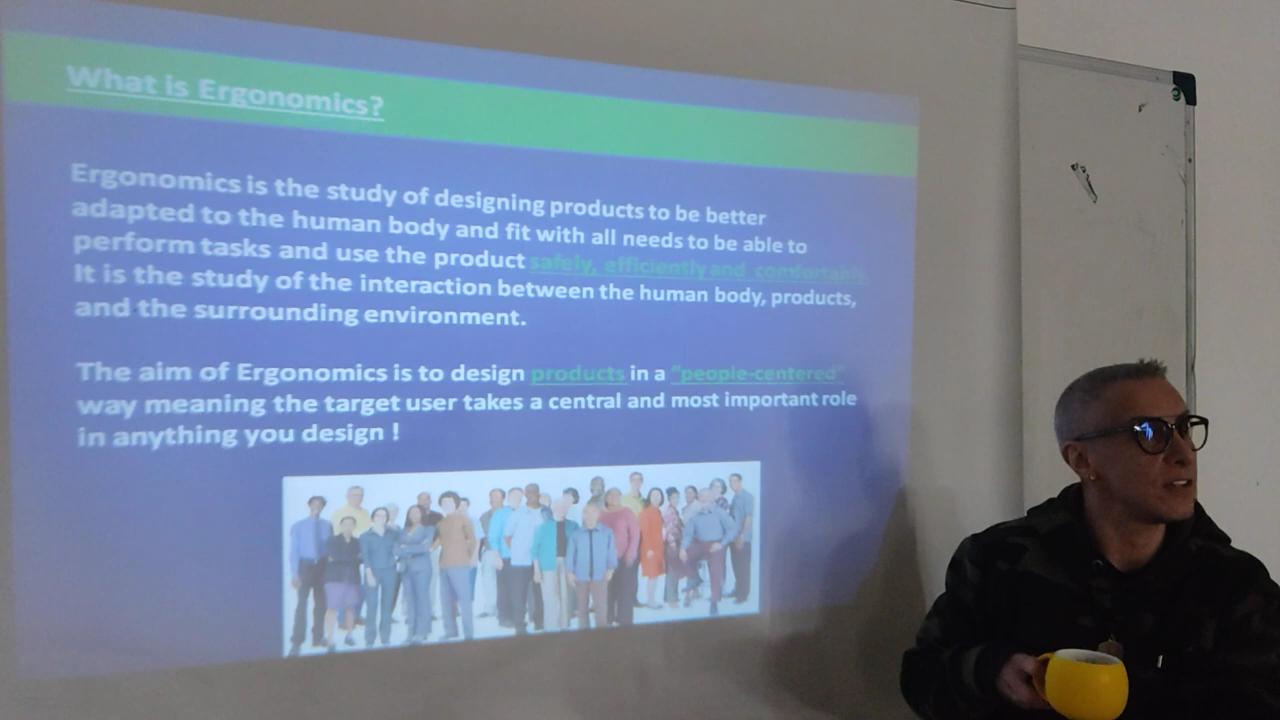 What is Ergonomics?
Ergonomics is the study of designing products to be better
adapted to the human body and fit with all needs to be able to
perform tasks and use the product safely, efficiently and comfortably.
It is the study of the interaction between the human body, products,
and the surrounding environment.
The aim of Ergonomics is to design products in a "people-centered"
way meaning the target user takes a central and most important role
in anything you design !